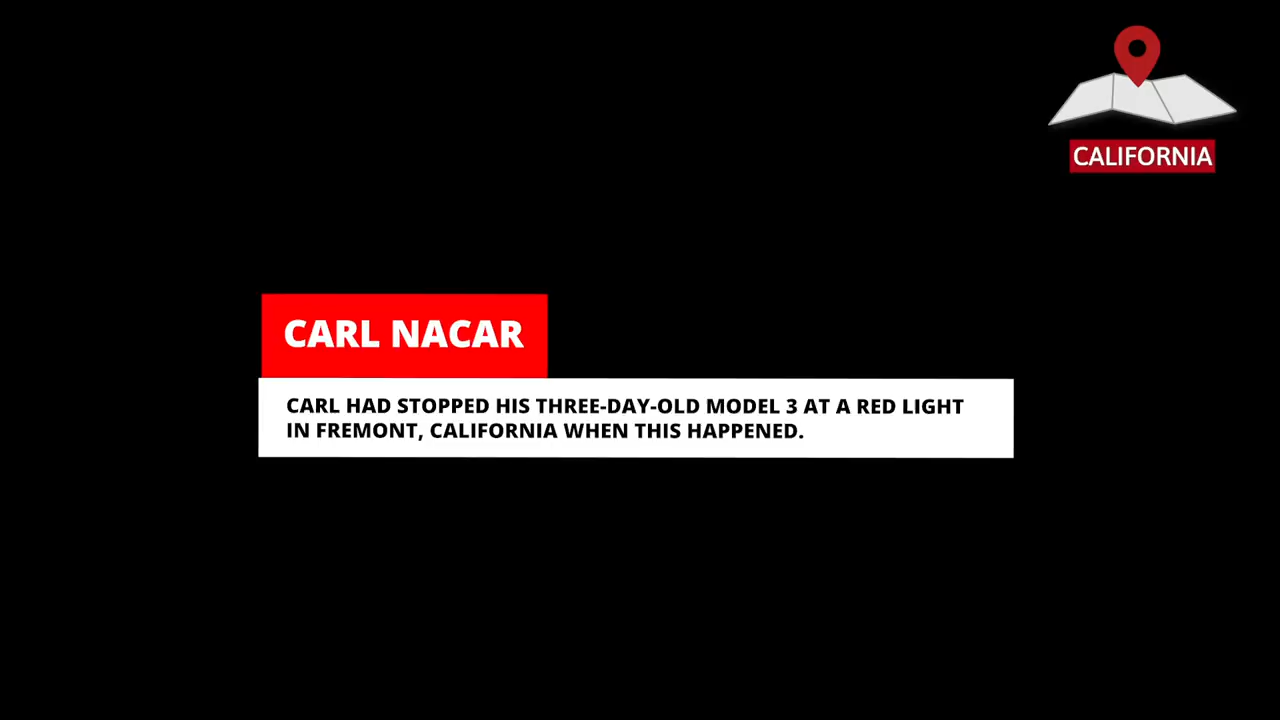 CALIFORNIA
CARL NACAR
CARL HAD STOPPED HIS THREE-DAY-OLD MODEL 3 AT A RED LIGHT
IN FREMONT, CALIFORNIA WHEN THIS HAPPENED.